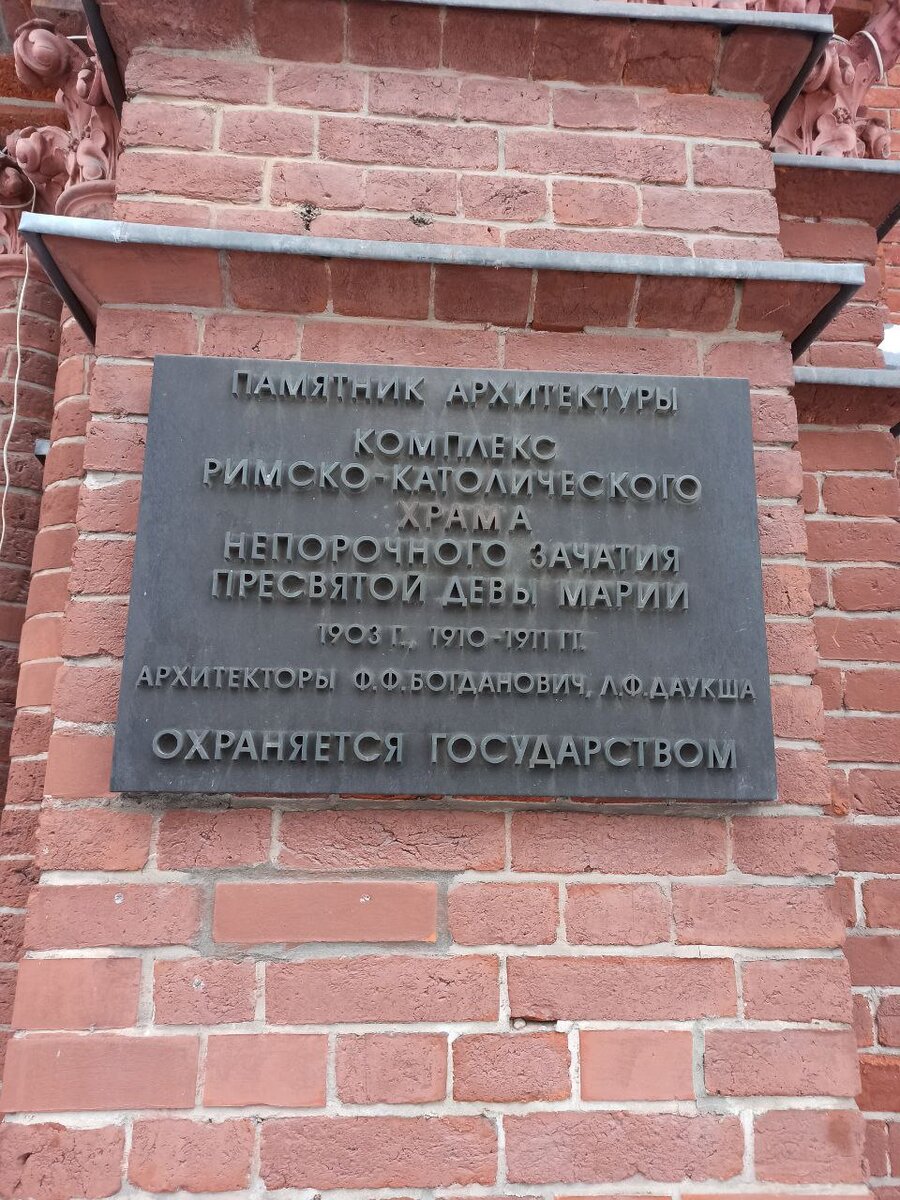 ПАМЯТНИК АРХИТЕКТУРЫ
КОМПЛЕКС
РИМСКО-КАТОЛИЧЕСКОГО
ХРАМА
НЕПОРОЧНОГО ЗАЧАТИЯ
ПРЕСВЯТОЙ ДЕВЫ МАРИИ
1903 Г., 1910-1911 ГГ.
АРХИТЕКТОРЫ Ф.Ф.БОГДАНОВИЧ, Л.Ф.ДАУКША
ОХРАНЯЕТСЯ ГОСУДАРСТВОМ